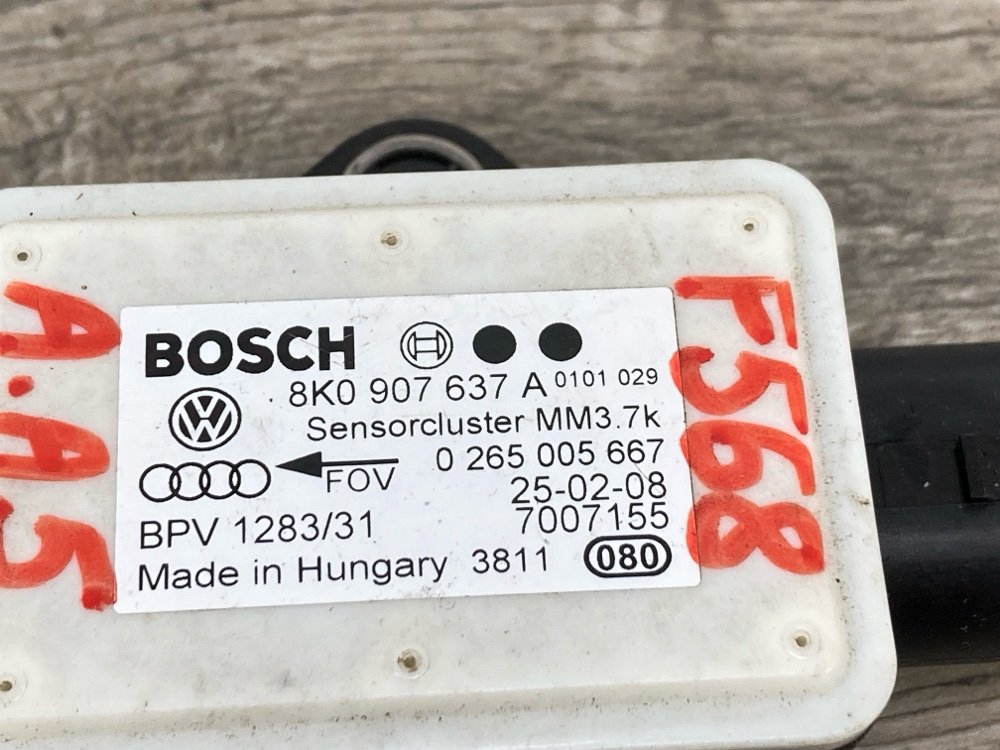 BOSCH
8K0 907 637 A 0101 029
Sensorcluster MM3.7k
0 265 005 667
FOV
25-02-08
BPV 1283/31 7007155
Made in Hungary 3811 080
A.A5
F568